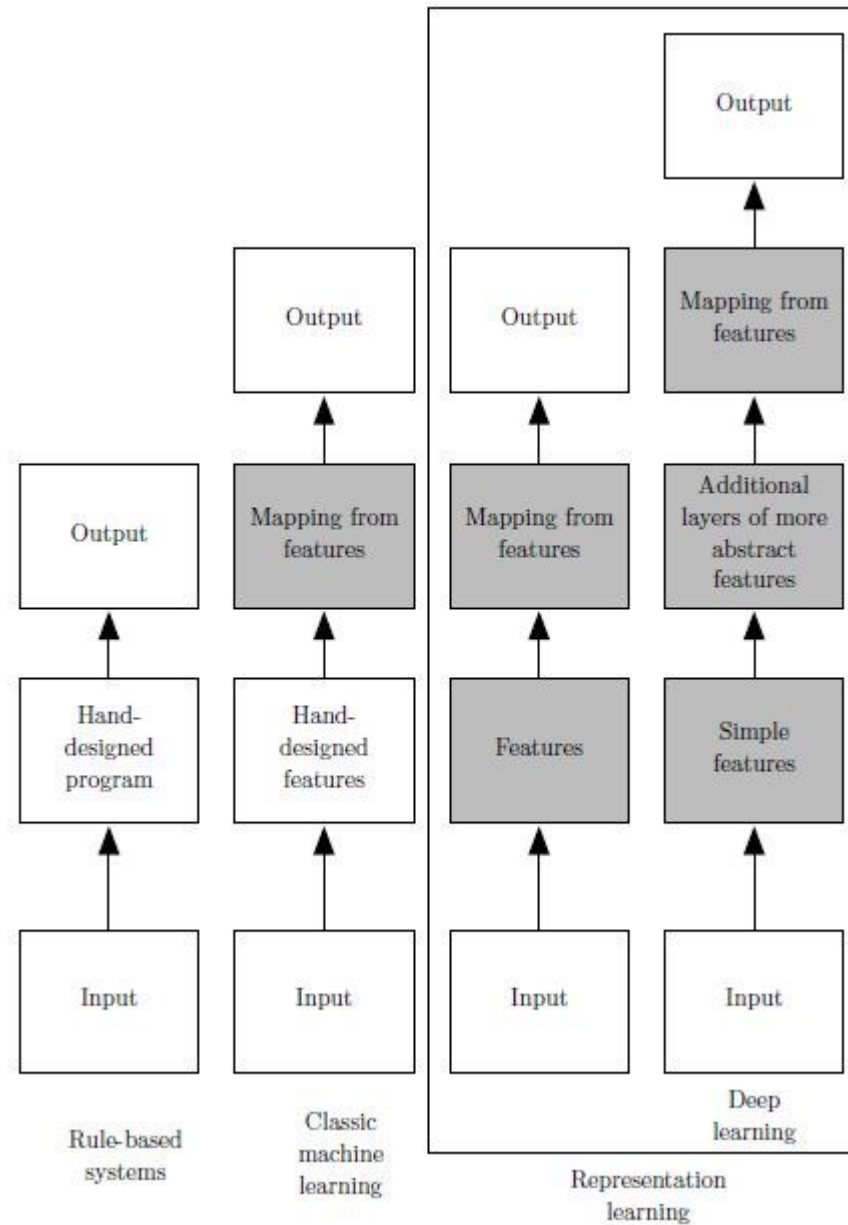 Output
Output
Output
Mapping from
features
Output
Mapping from
features
Mapping from
features
Additional
layers of more
abstract
features
Hand-
designed
program
Hand-
designed
features
Features
Simple
features
Input
Input
Input
Input
Rule-based
systems
Classic
machine
learning
Deep
learning
Representation
learning